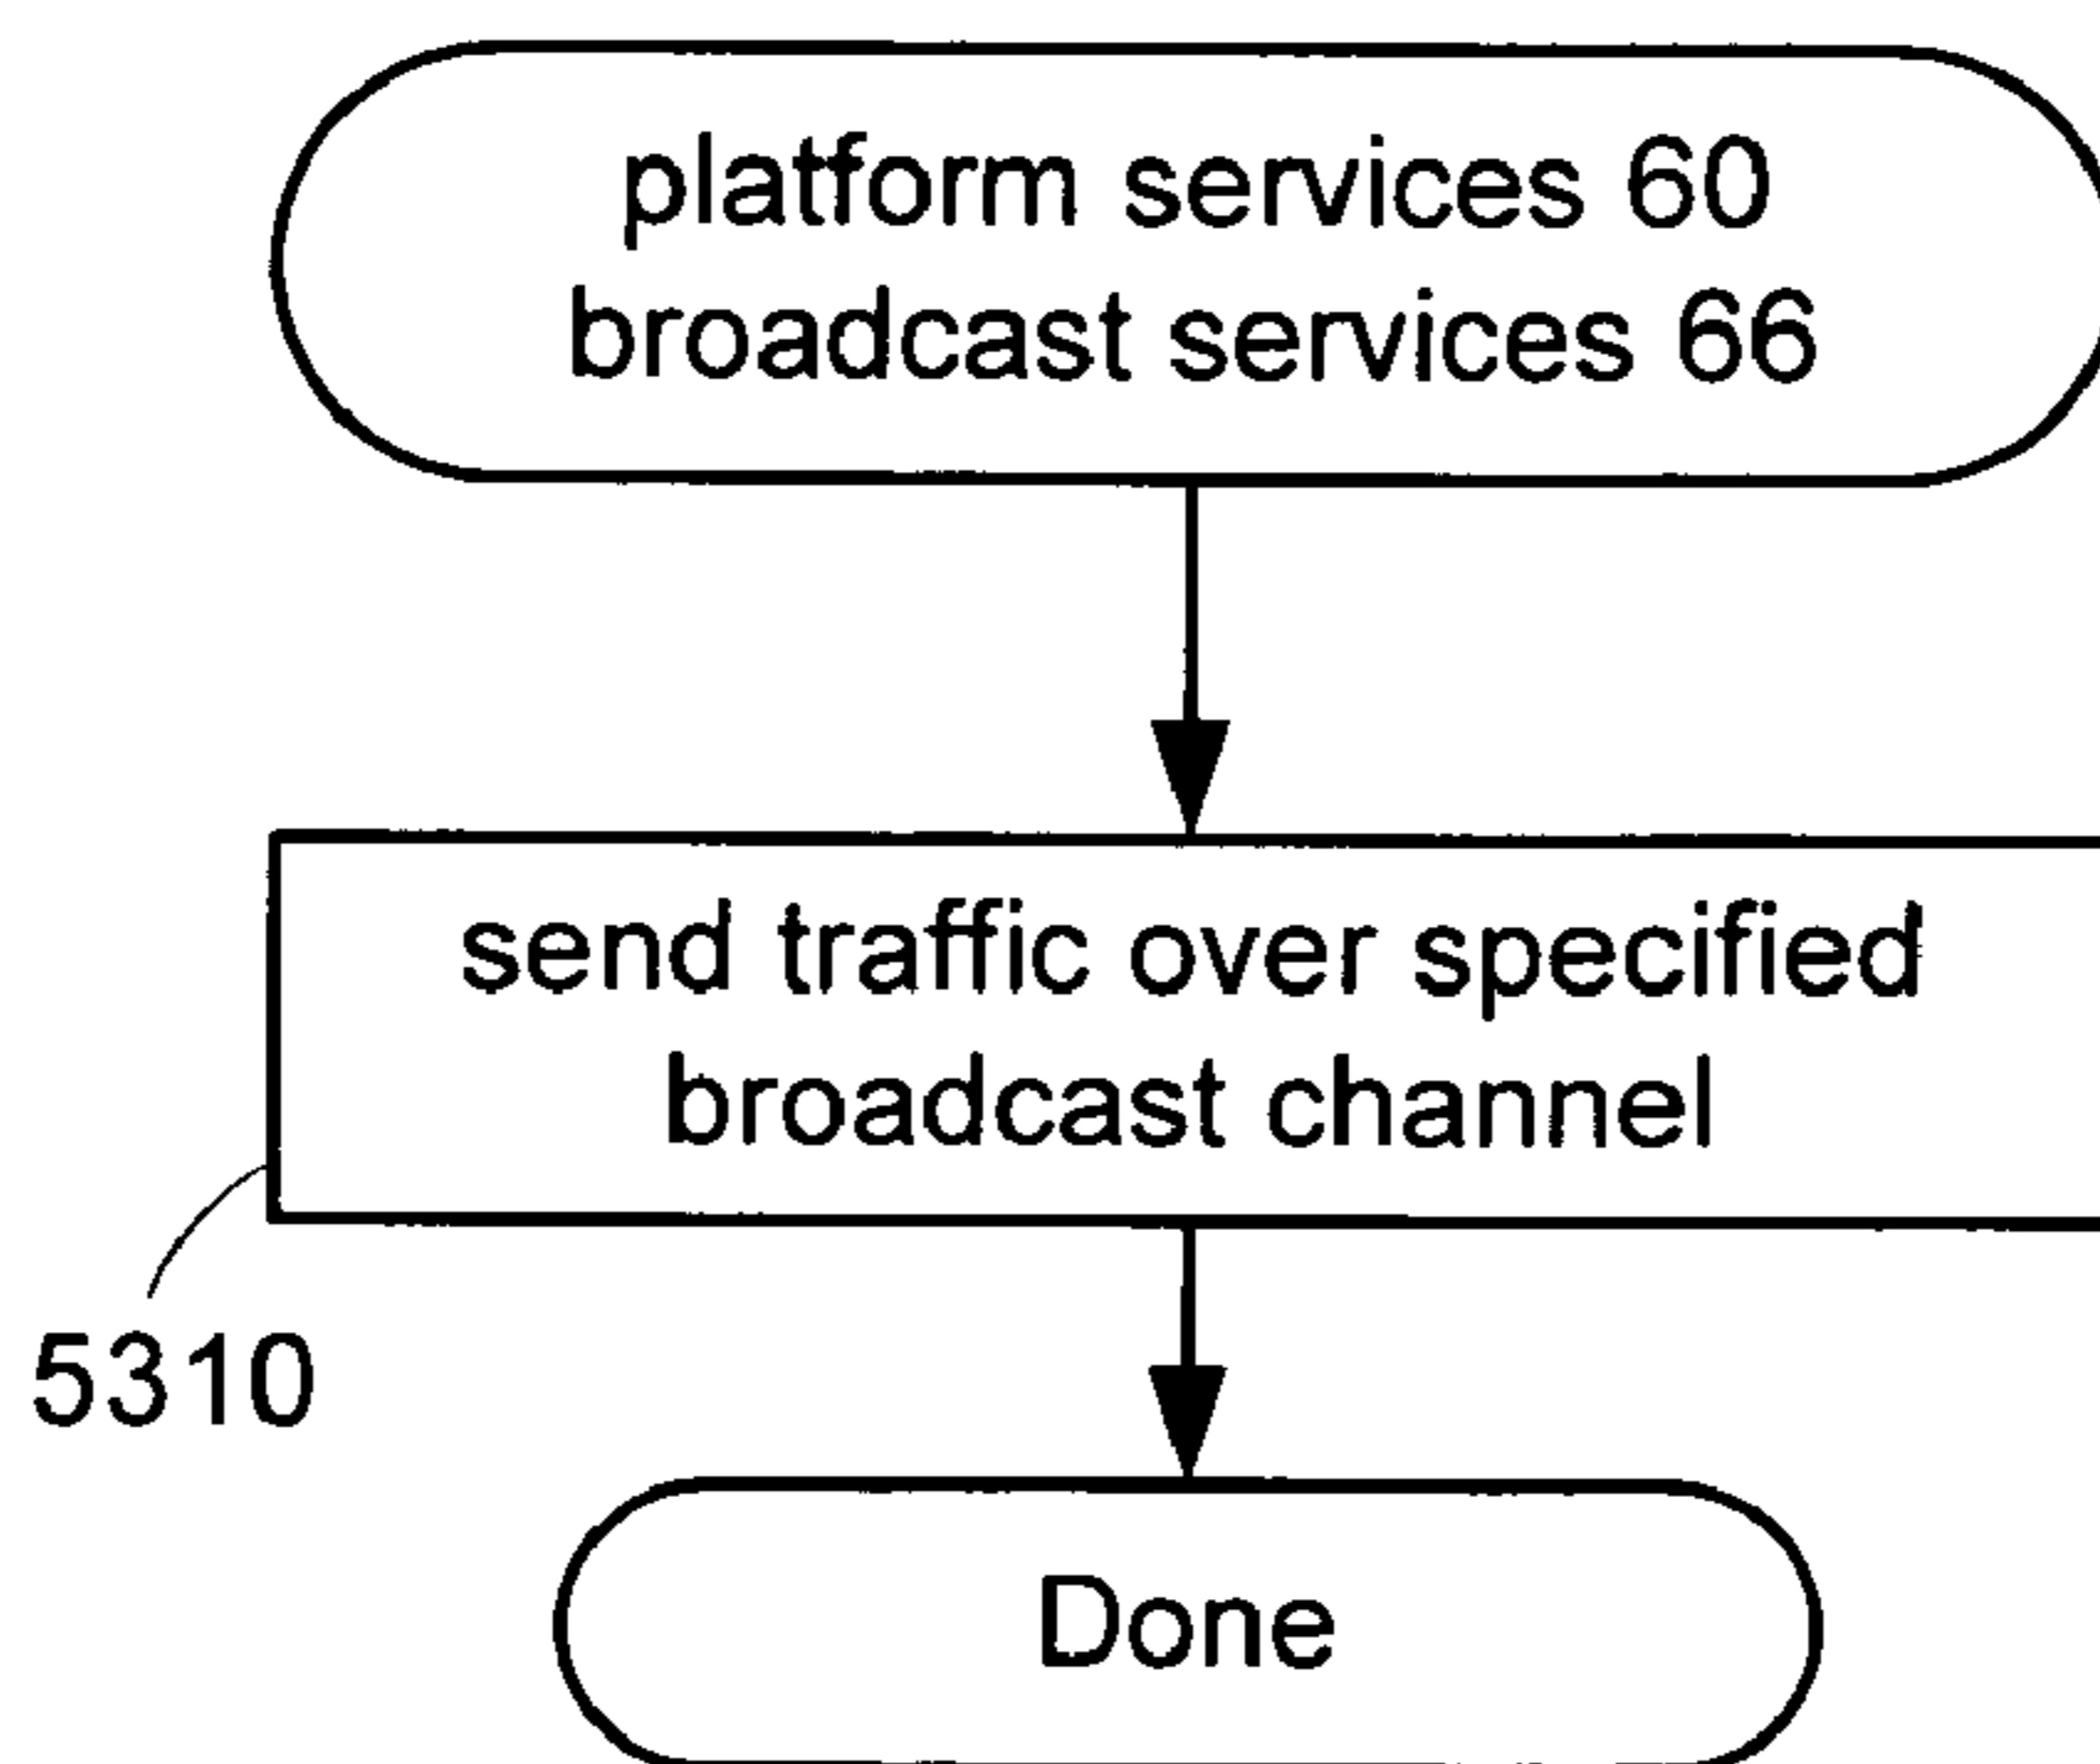 platform services 60
broadcast services 66
send traffic over specified
broadcast channel
5310
Done